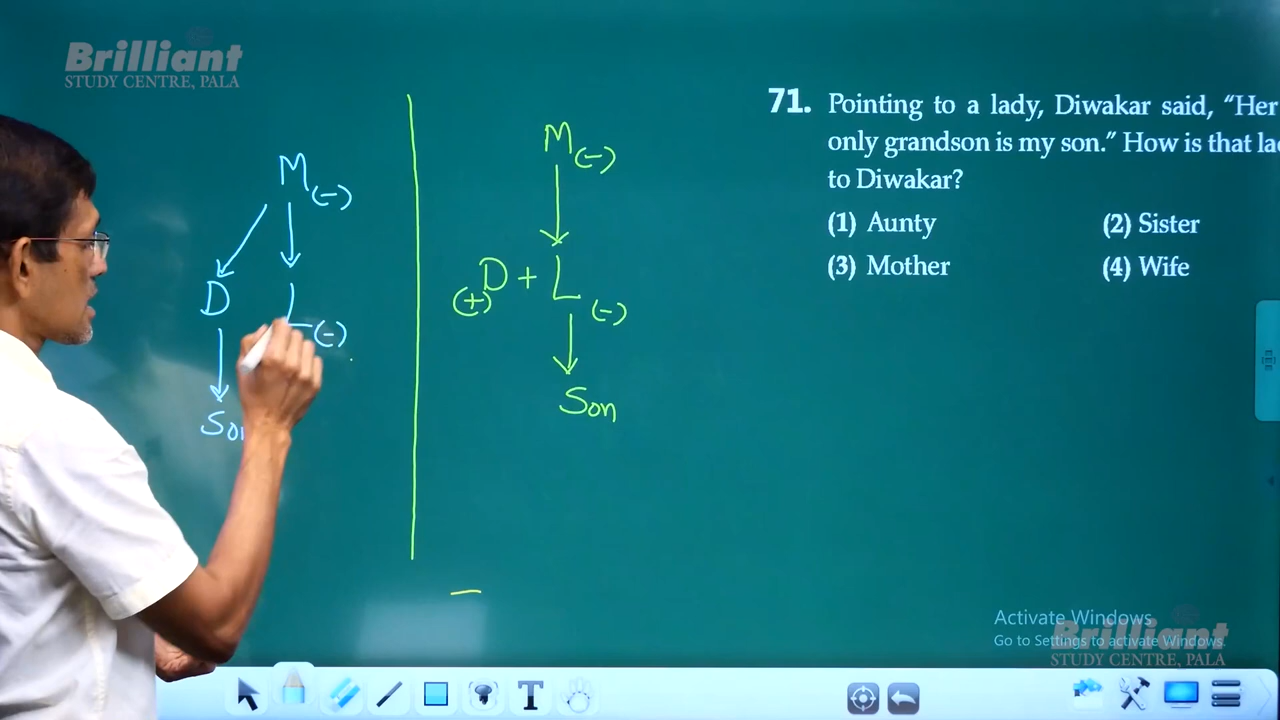 Brilliant
STUDY CENTRE, PALA
M(-)
D L(-)
M(-)
(+)D + L(-)
Son
71. Pointing to a lady, Diwakar said, “Her
only grandson is my son.” How is that
to Diwakar?
(1) Aunty (2) Sister
(3) Mother (4) Wife
Activate Windows
Go to Settings to activate Windows.
Brilliant
STUDY CENTRE, PALA
T